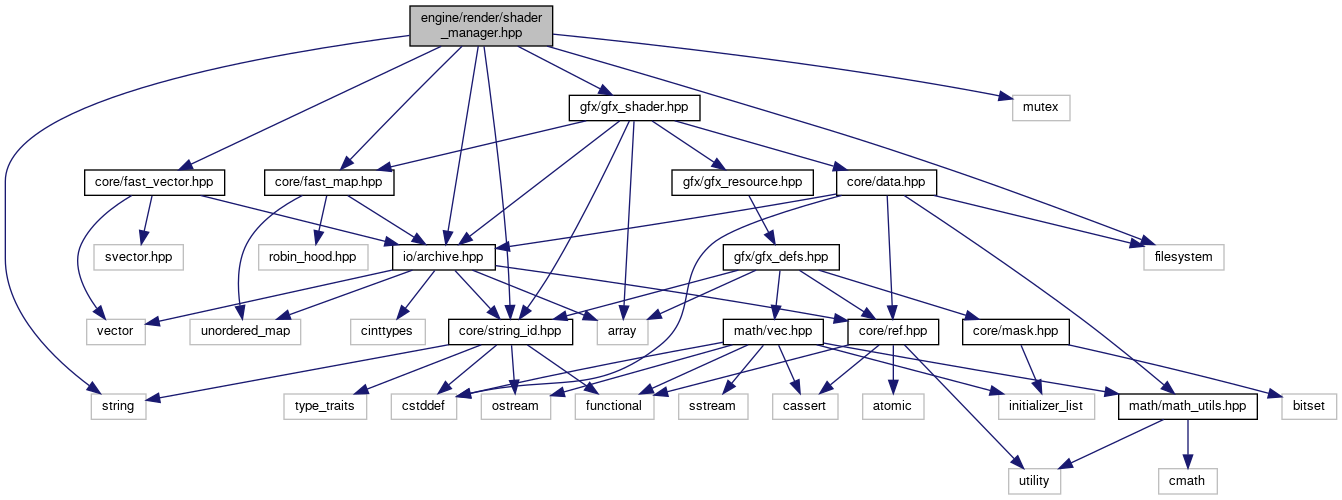 engine/render/shader
_manager.hpp
gfx/gfx_shader.hpp
mutex
core/fast_vector.hpp
core/fast_map.hpp
gfx/gfx_resource.hpp
core/data.hpp
svector.hpp
robin_hood.hpp
io/archive.hpp
gfx/gfx_defs.hpp
filesystem
vector
unordered_map
cinttypes
core/string_id.hpp
array
math/vec.hpp
core/ref.hpp
core/mask.hpp
string
type_traits
cstddef
ostream
functional
sstream
cassert
atomic
initializer_list
math/math_utils.hpp
bitset
utility
cmath